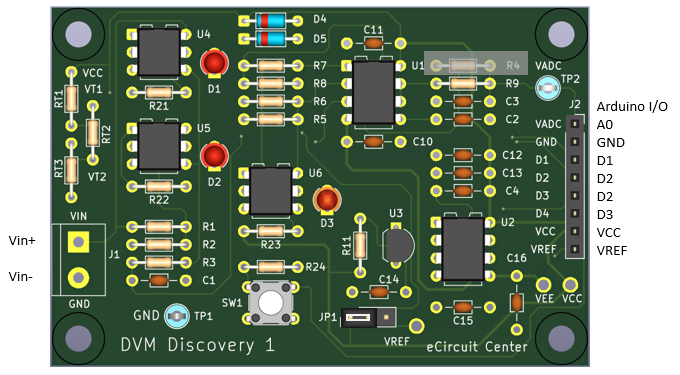 D4
C11
U4
D5
U1
R4
VADC
VCC
R7
R9
TP2
RT1
VT1
D1
R8
C3
J2
Arduino I/O
R21
R6
C2
VADC
A0
RT2
U5
R5
C10
GND
GND
RT3
C12
D1
D1
VT2
D2
U6
C13
D2
D2
R22
C4
D3
D2
VIN
D3
U3
D4
D3
Vin+
R1
U2
VCC
VCC
R23
R2
R11
VREF
VREF
J1
R3
R24
C16
Vin-
C1
C14
GND
SW1
VEE
VCC
GND
TP1
JP1
C15
VREF
DVM Discovery 1
eCircuit Center